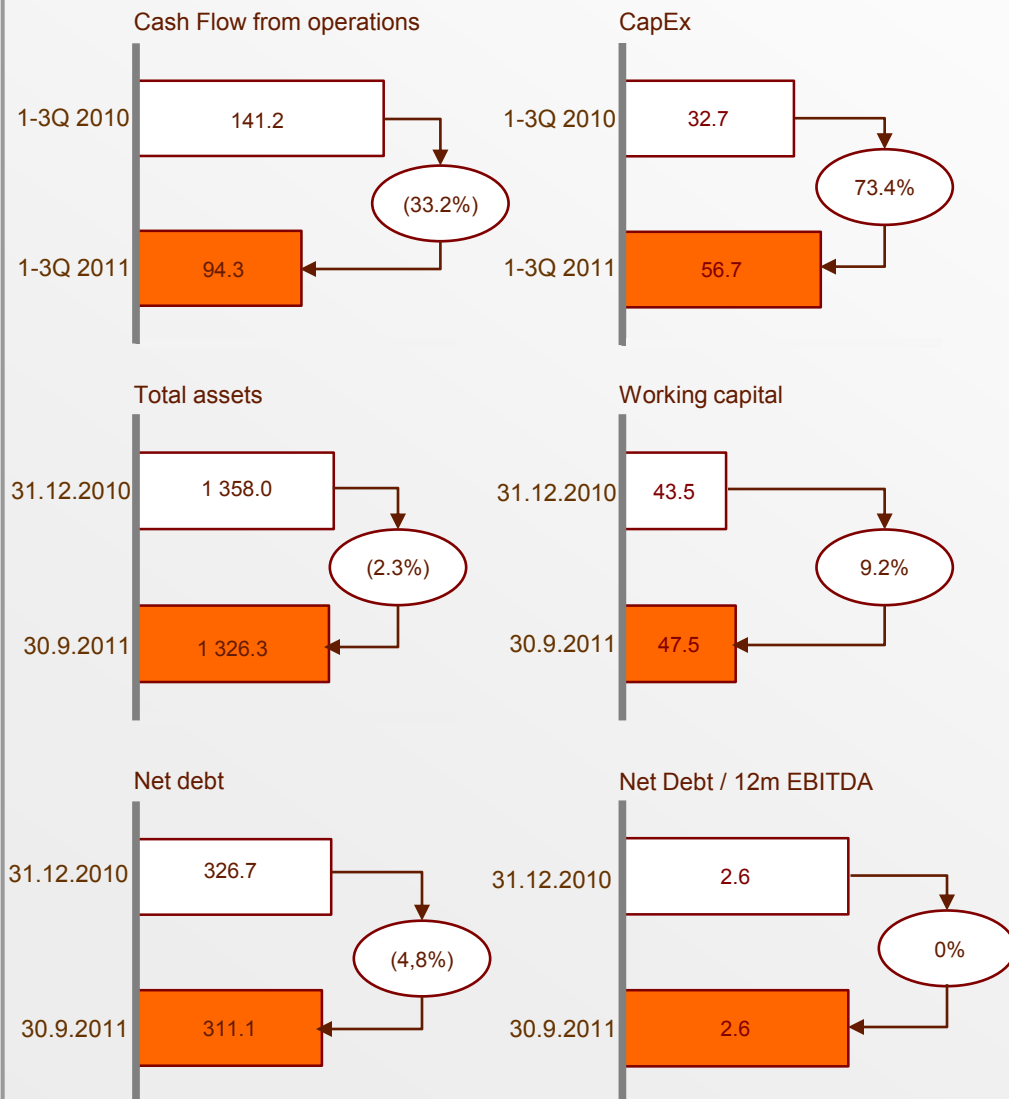 Cash Flow from operations
1-3Q 2010
141.2
(33.2%)
1-3Q 2011
94.3
CapEx
1-3Q 2010
32.7
73.4%
1-3Q 2011
56.7
Total assets
31.12.2010
1 358.0
(2.3%)
30.9.2011
1 326.3
Working capital
31.12.2010
43.5
9.2%
30.9.2011
47.5
Net debt
31.12.2010
326.7
(4,8%)
30.9.2011
311.1
Net Debt / 12m EBITDA
31.12.2010
2.6
0%
30.9.2011
2.6